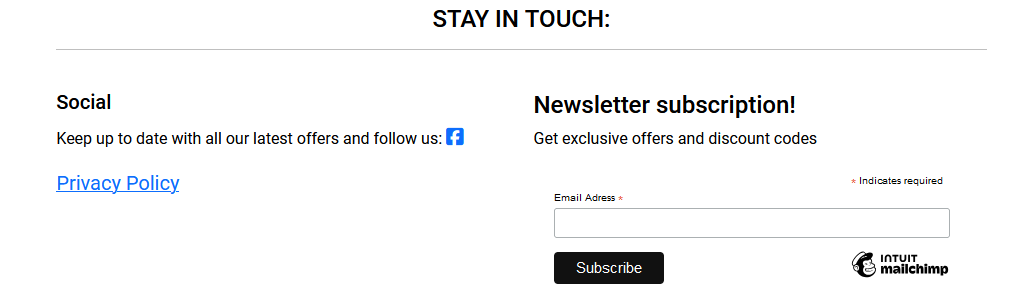 STAY IN TOUCH:
Social
Keep up to date with all our latest offers and follow us:
Privacy Policy
Newsletter subscription!
Get exclusive offers and discount codes
* Indicates required
Email Adress *
Subscribe
INTUIT
mailchimp